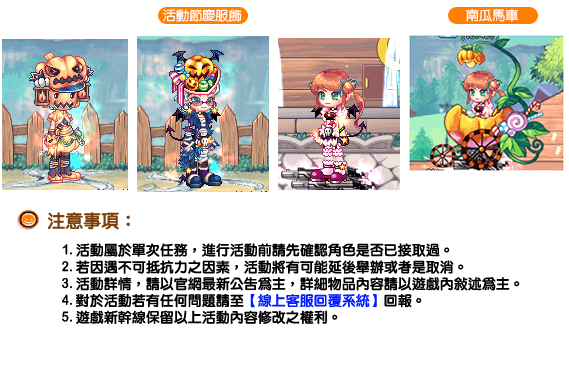 活動節慶服飾
南瓜馬車
注意事項：
1. 活動屬於單次任務，進行活動前請先確認角色是否已接取過。
2. 若因遇不可抵抗力之因素，活動將有可能延後舉辦或者是取消。
3. 活動詳情，請以官網最新公告為主，詳細物品內容請以遊戲內敘述為主。
4. 對於活動若有任何問題請至【線上客服回覆系統】回報。
5. 遊戲新幹線保留以上活動內容修改之權利。